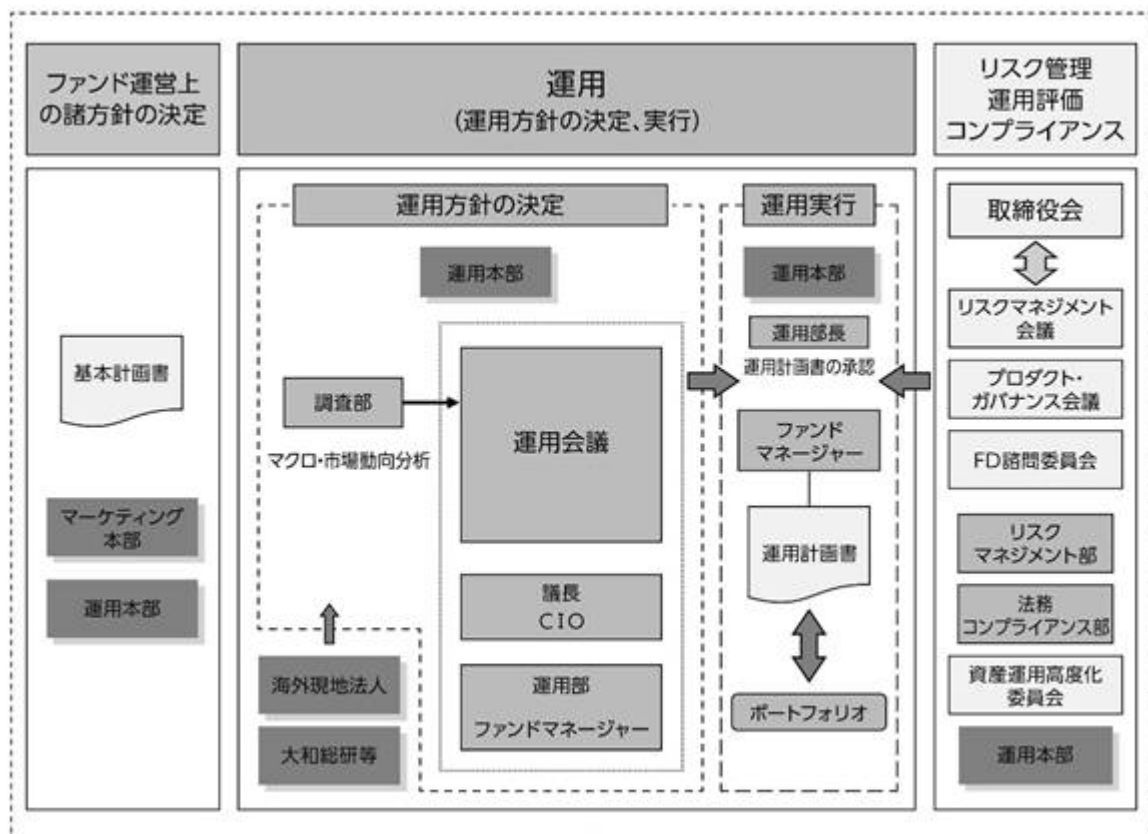 ファンド運営上
の諸方針の決定
運用
(運用方針の決定、実行)
リスク管理
運用評価
コンプライアンス
基本計画書
マーケティング
本部
運用本部
運用方針の決定
運用本部
調査部
マクロ・市場動向分析
運用会議
議長
CIO
運用部
ファンドマネージャー
海外現地法人
大和総研等
運用実行
運用本部
運用部長
運用計画書の承認
ファンド
マネージャー
運用計画書
ポートフォリオ
取締役会
リスクマネジメント
会議
プロダクト・
ガバナンス会議
FD諮問委員会
リスク
マネジメント部
法務
コンプライアンス部
資産運用高度化
委員会
運用本部